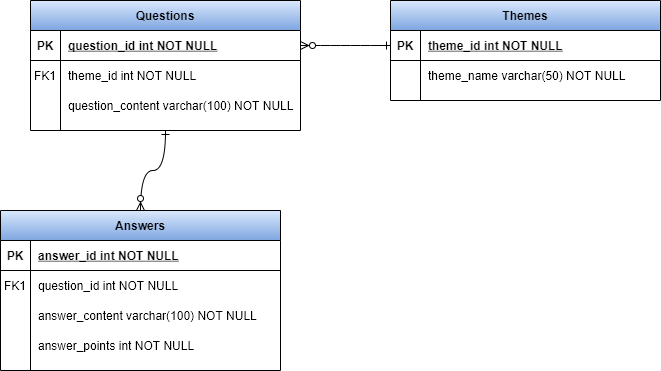 Questions
PK question_id int NOT NULL
FK1 theme_id int NOT NULL
question_content varchar(100) NOT NULL
Themes
PK theme_id int NOT NULL
theme_name varchar(50) NOT NULL
Answers
PK answer_id int NOT NULL
FK1 question_id int NOT NULL
answer_content varchar(100) NOT NULL
answer_points int NOT NULL